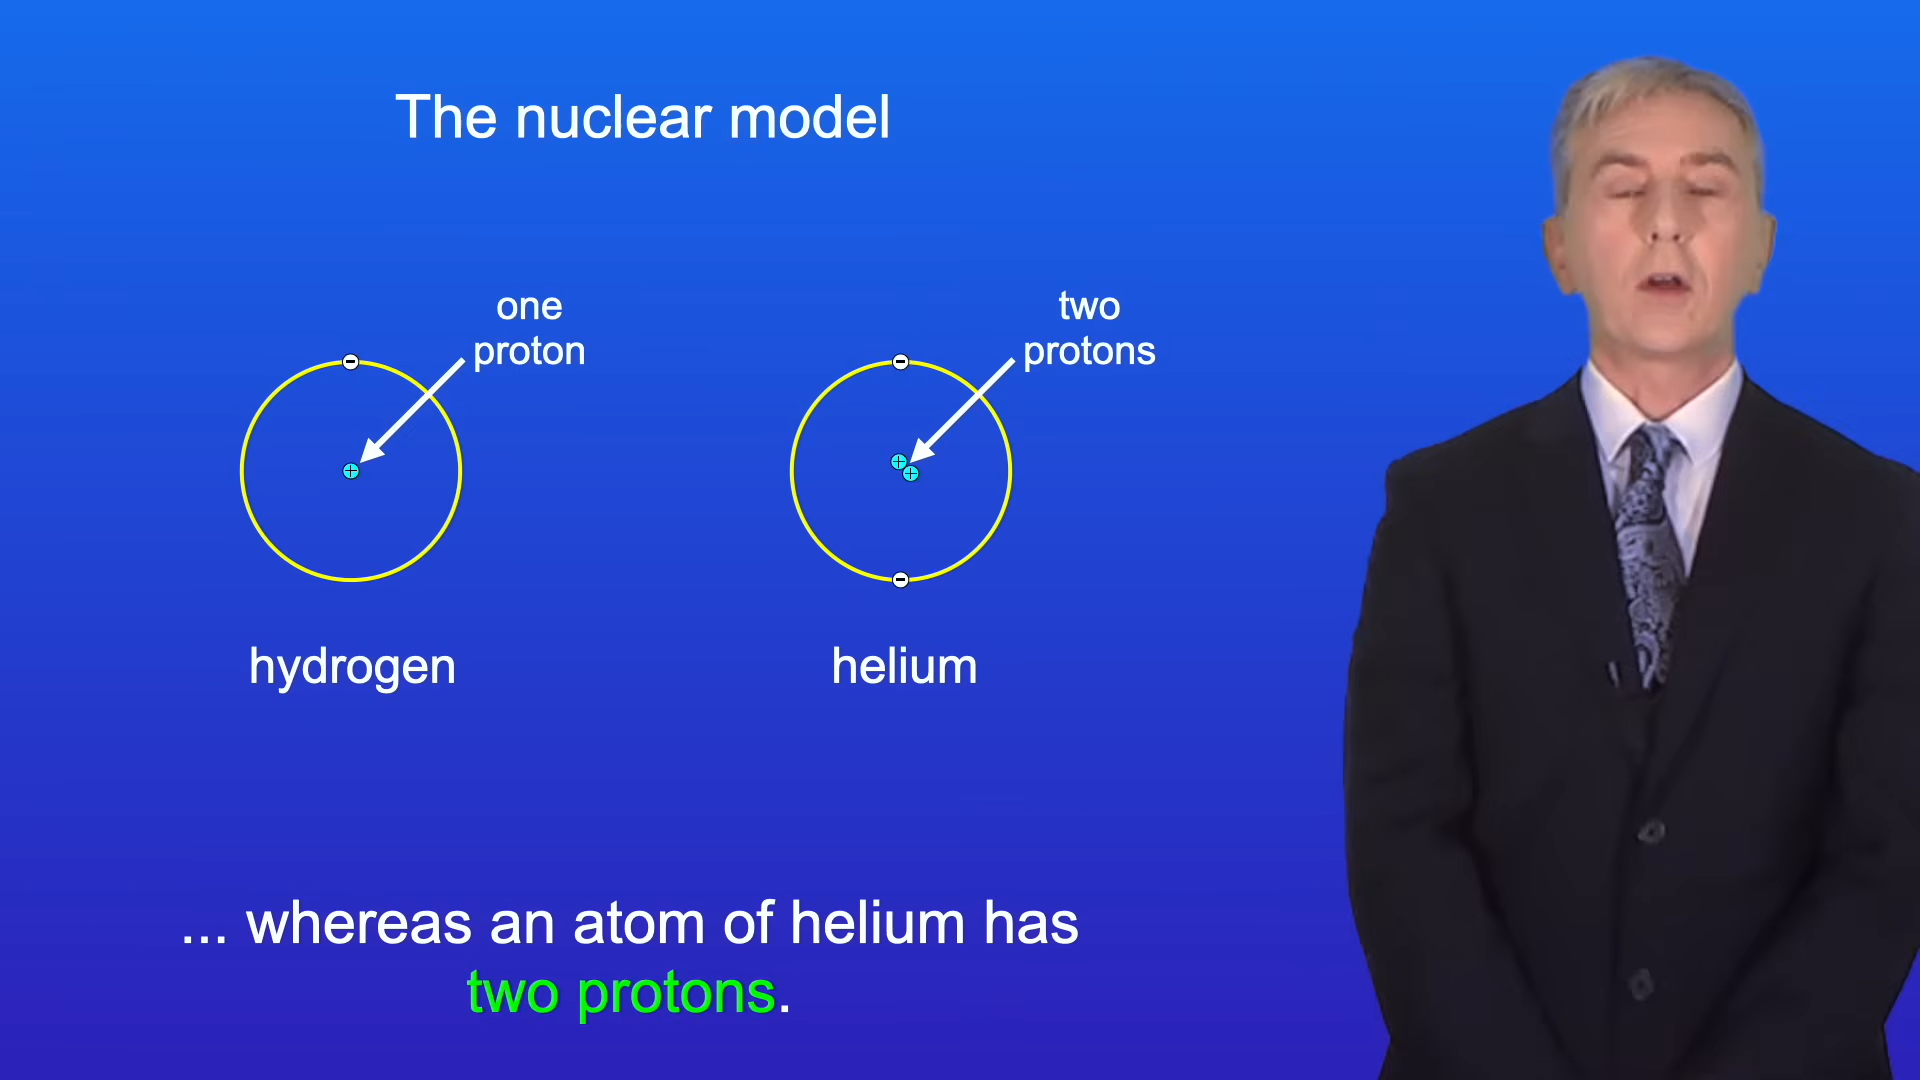 The nuclear model
one
proton
two
protons
hydrogen
helium
... whereas an atom of helium has
two protons.